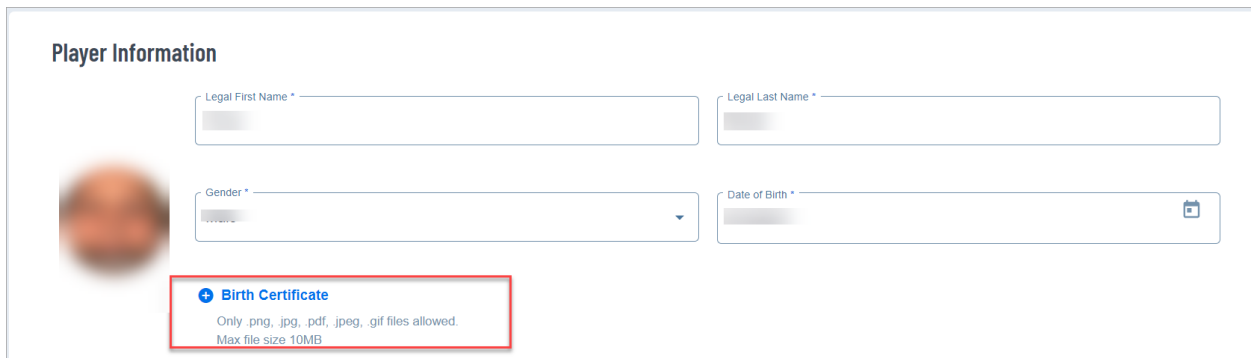 Player Information
Legal First Name *
Legal Last Name *
Gender *
Date of Birth *
Birth Certificate
Only .png, .jpg, .pdf, .jpeg, .gif files allowed.
Max file size 10MB